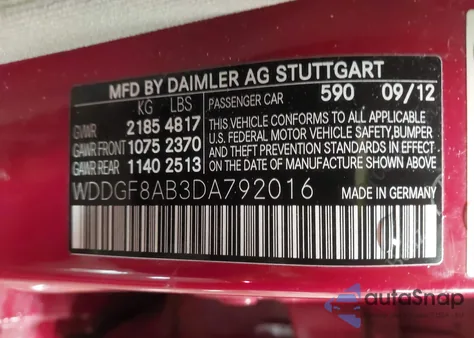 MFD BY DAIMLER AG STUTTGART
KG LBS PASSENGER CAR 590 09/12
GVWR 2185 4817
GAWR FRONT 1075 2370
GAWR REAR 1140 2513
THIS VEHICLE CONFORMS TO ALL APPLICABLE
U.S. FEDERAL MOTOR VEHICLE SAFETY,BUMPER
AND THEFT PREVENTION STANDARDS IN
EFFECT ON THE DATE OF MANUFACTURE
SHOWN ABOVE.
WDDGF8AB3DA792016 MADE IN GERMANY
autoSnap